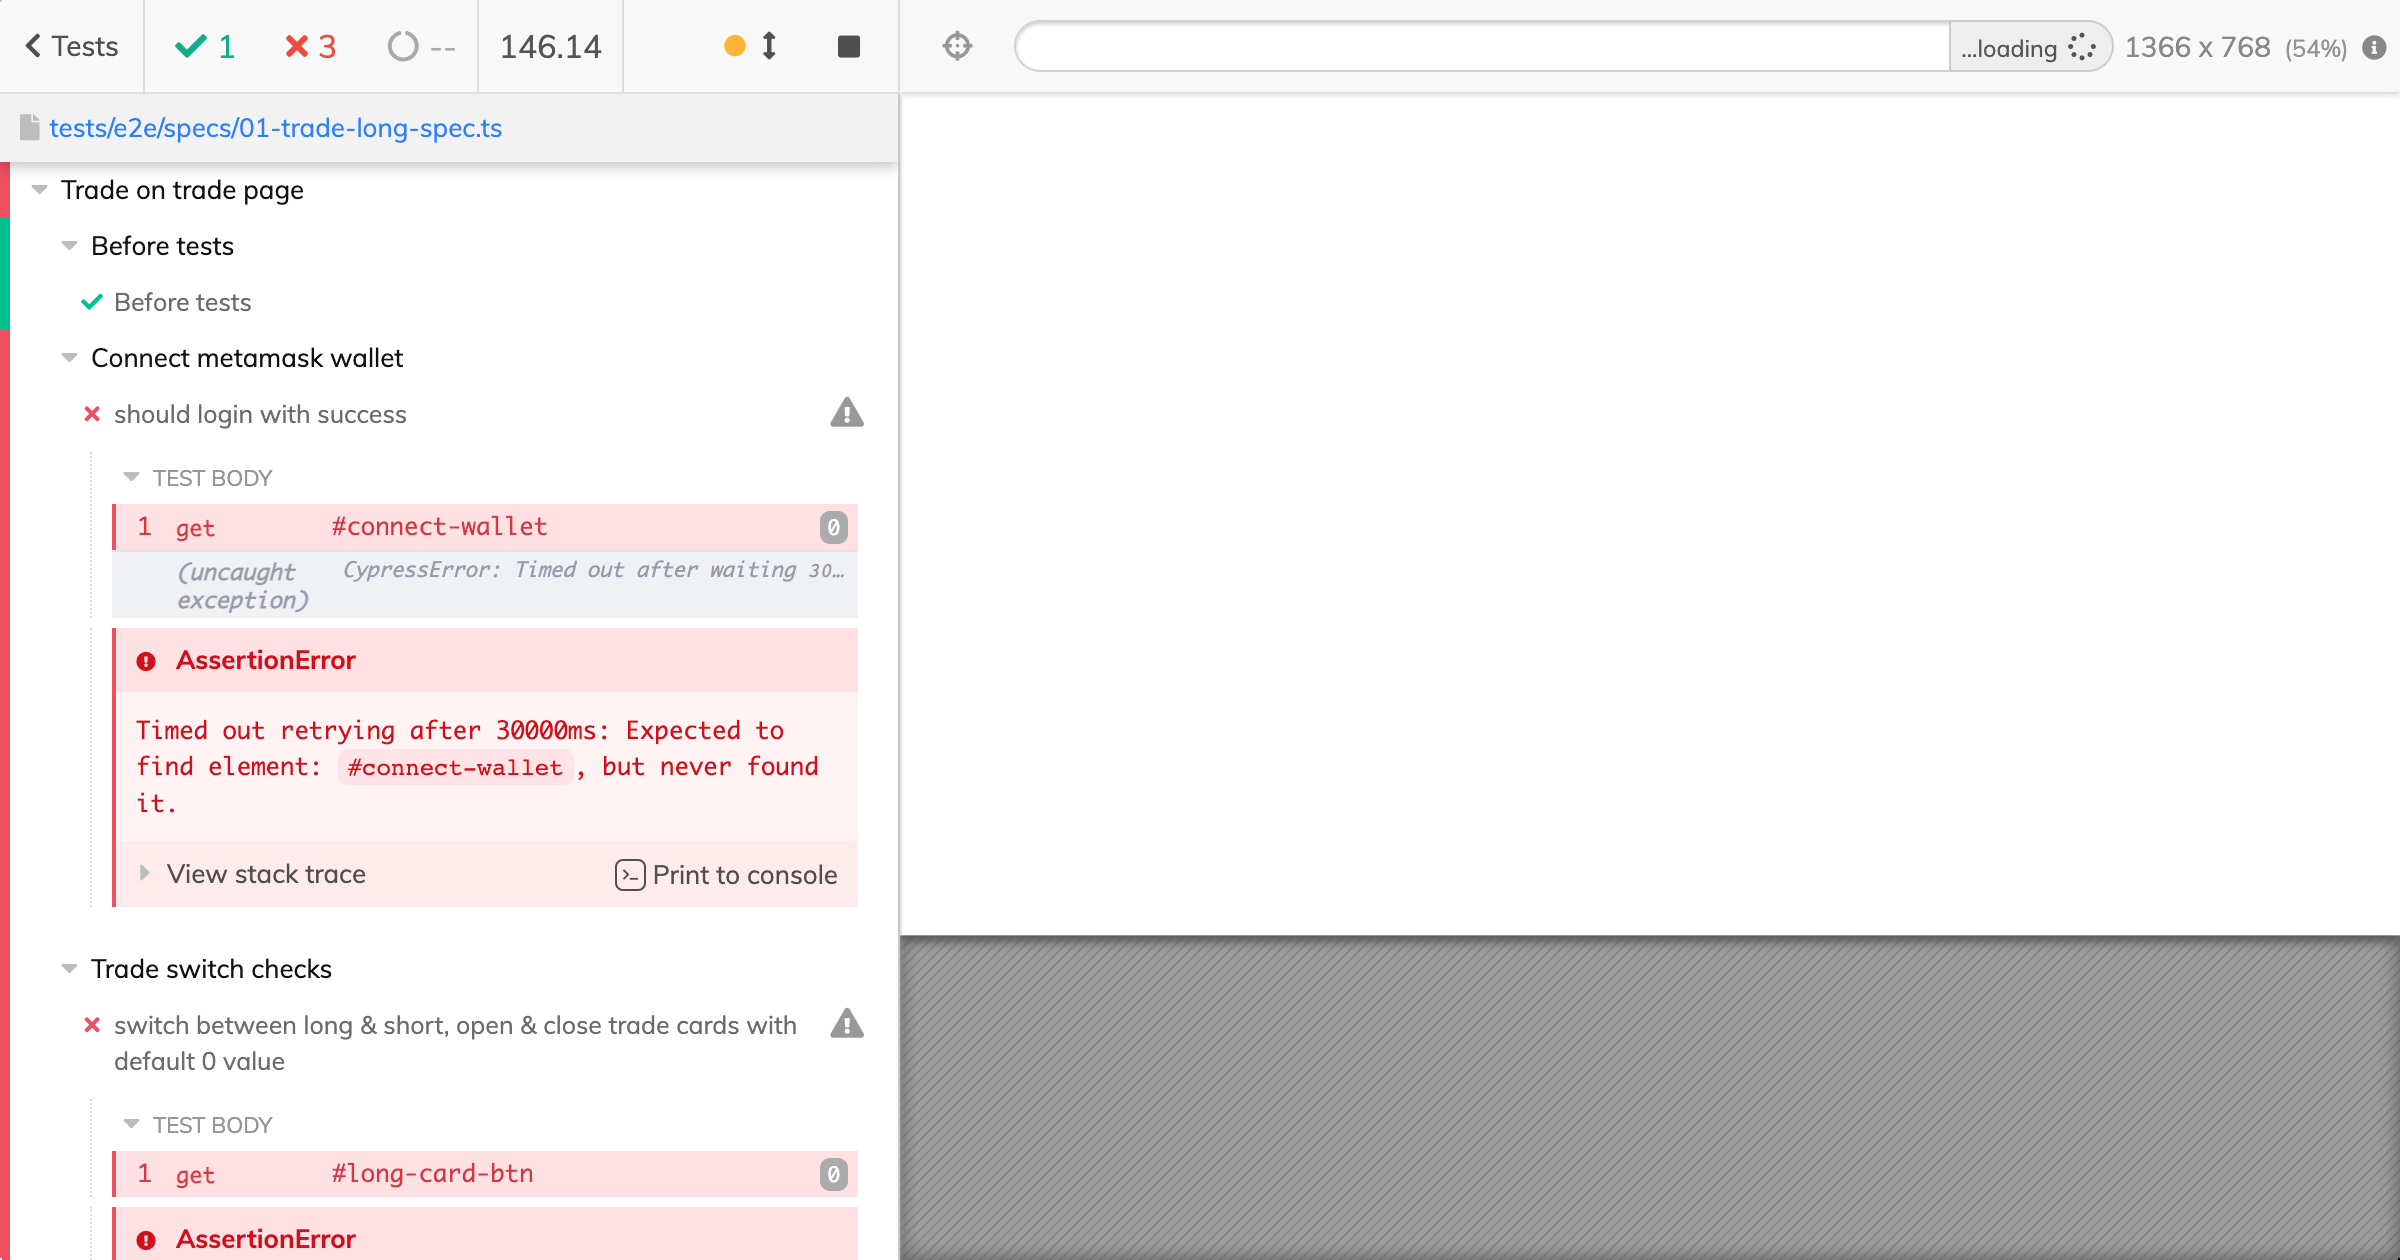 Tests 1 3 -- 146.14 ...loading 1366 x 768 (54%)
tests/e2e/specs/01-trade-long-spec.ts
Trade on trade page
Before tests
Before tests
Connect metamask wallet
should login with success
TEST BODY
1 get #connect-wallet 0
(uncaught exception) CypressError: Timed out after waiting 30…
AssertionError
Timed out retrying after 30000ms: Expected to
find element: #connect-wallet, but never found
it.
View stack trace Print to console
Trade switch checks
switch between long & short, open & close trade cards with
default 0 value
TEST BODY
1 get #long-card-btn 0
AssertionError